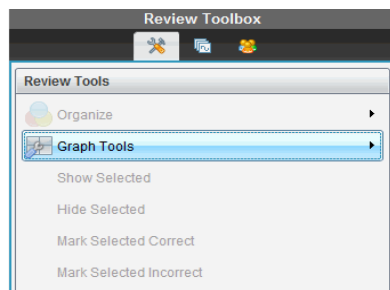 Review Toolbox
Review Tools
Organize
Graph Tools
Show Selected
Hide Selected
Mark Selected Correct
Mark Selected Incorrect